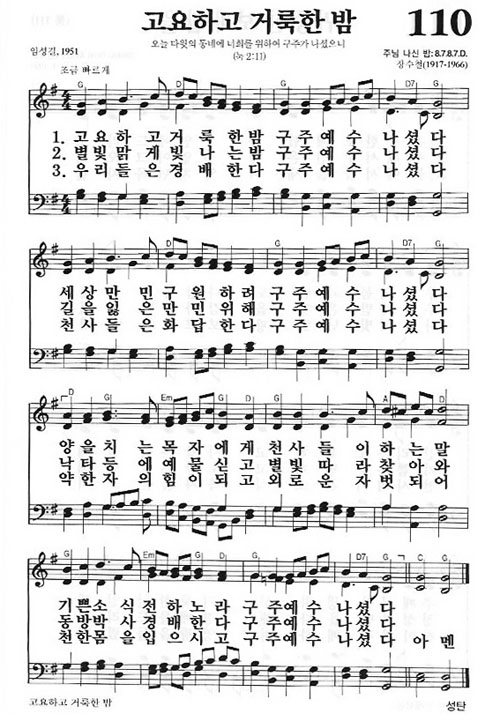 고요하고 거룩한 밤 110
오늘 다윗의 동네에 너희를 위하여 구주가 나셨으니
(눅 2:11)
임성길, 1951
주님 나신 밤: 8.7.8.7.D.
장수철(1917-1966)
조금 빠르게
G C G D7 G
1. 고 요 하 고 거 룩 한 밤 구 주 예 수 나 셨 다
2. 별 빛 맑 게 빛 나 는 밤 구 주 예 수 나 셨 다
3. 우 리 들 은 경 배 한 다 구 주 예 수 나 셨 다
G C G D7 G
세 상 만 민 구 원 하 려 구 주 예 수 나 셨 다
길 을 잃 은 만 민 위 해 구 주 예 수 나 셨 다
천 사 들 은 화 답 한 다 구 주 예 수 나 셨 다
D G Em G D G A D
양 을 치 는 목 자 에 게 천 사 들 이 하 는 말
낙 타 등 에 예 물 싣 고 별 빛 따 라 찾 아 와
약 한 자 의 힘 이 되 고 외 로 운 자 벗 되 어
G Em G D G D7 G C G
기 쁜 소 식 전 하 노 라 구 주 예 수 나 셨 다
동 방 박 사 경 배 하 니 구 주 예 수 나 셨 다
천 한 몸 을 입 으 시 고 구 주 예 수 나 셨 다 아 멘
고요하고 거룩한 밤
성탄